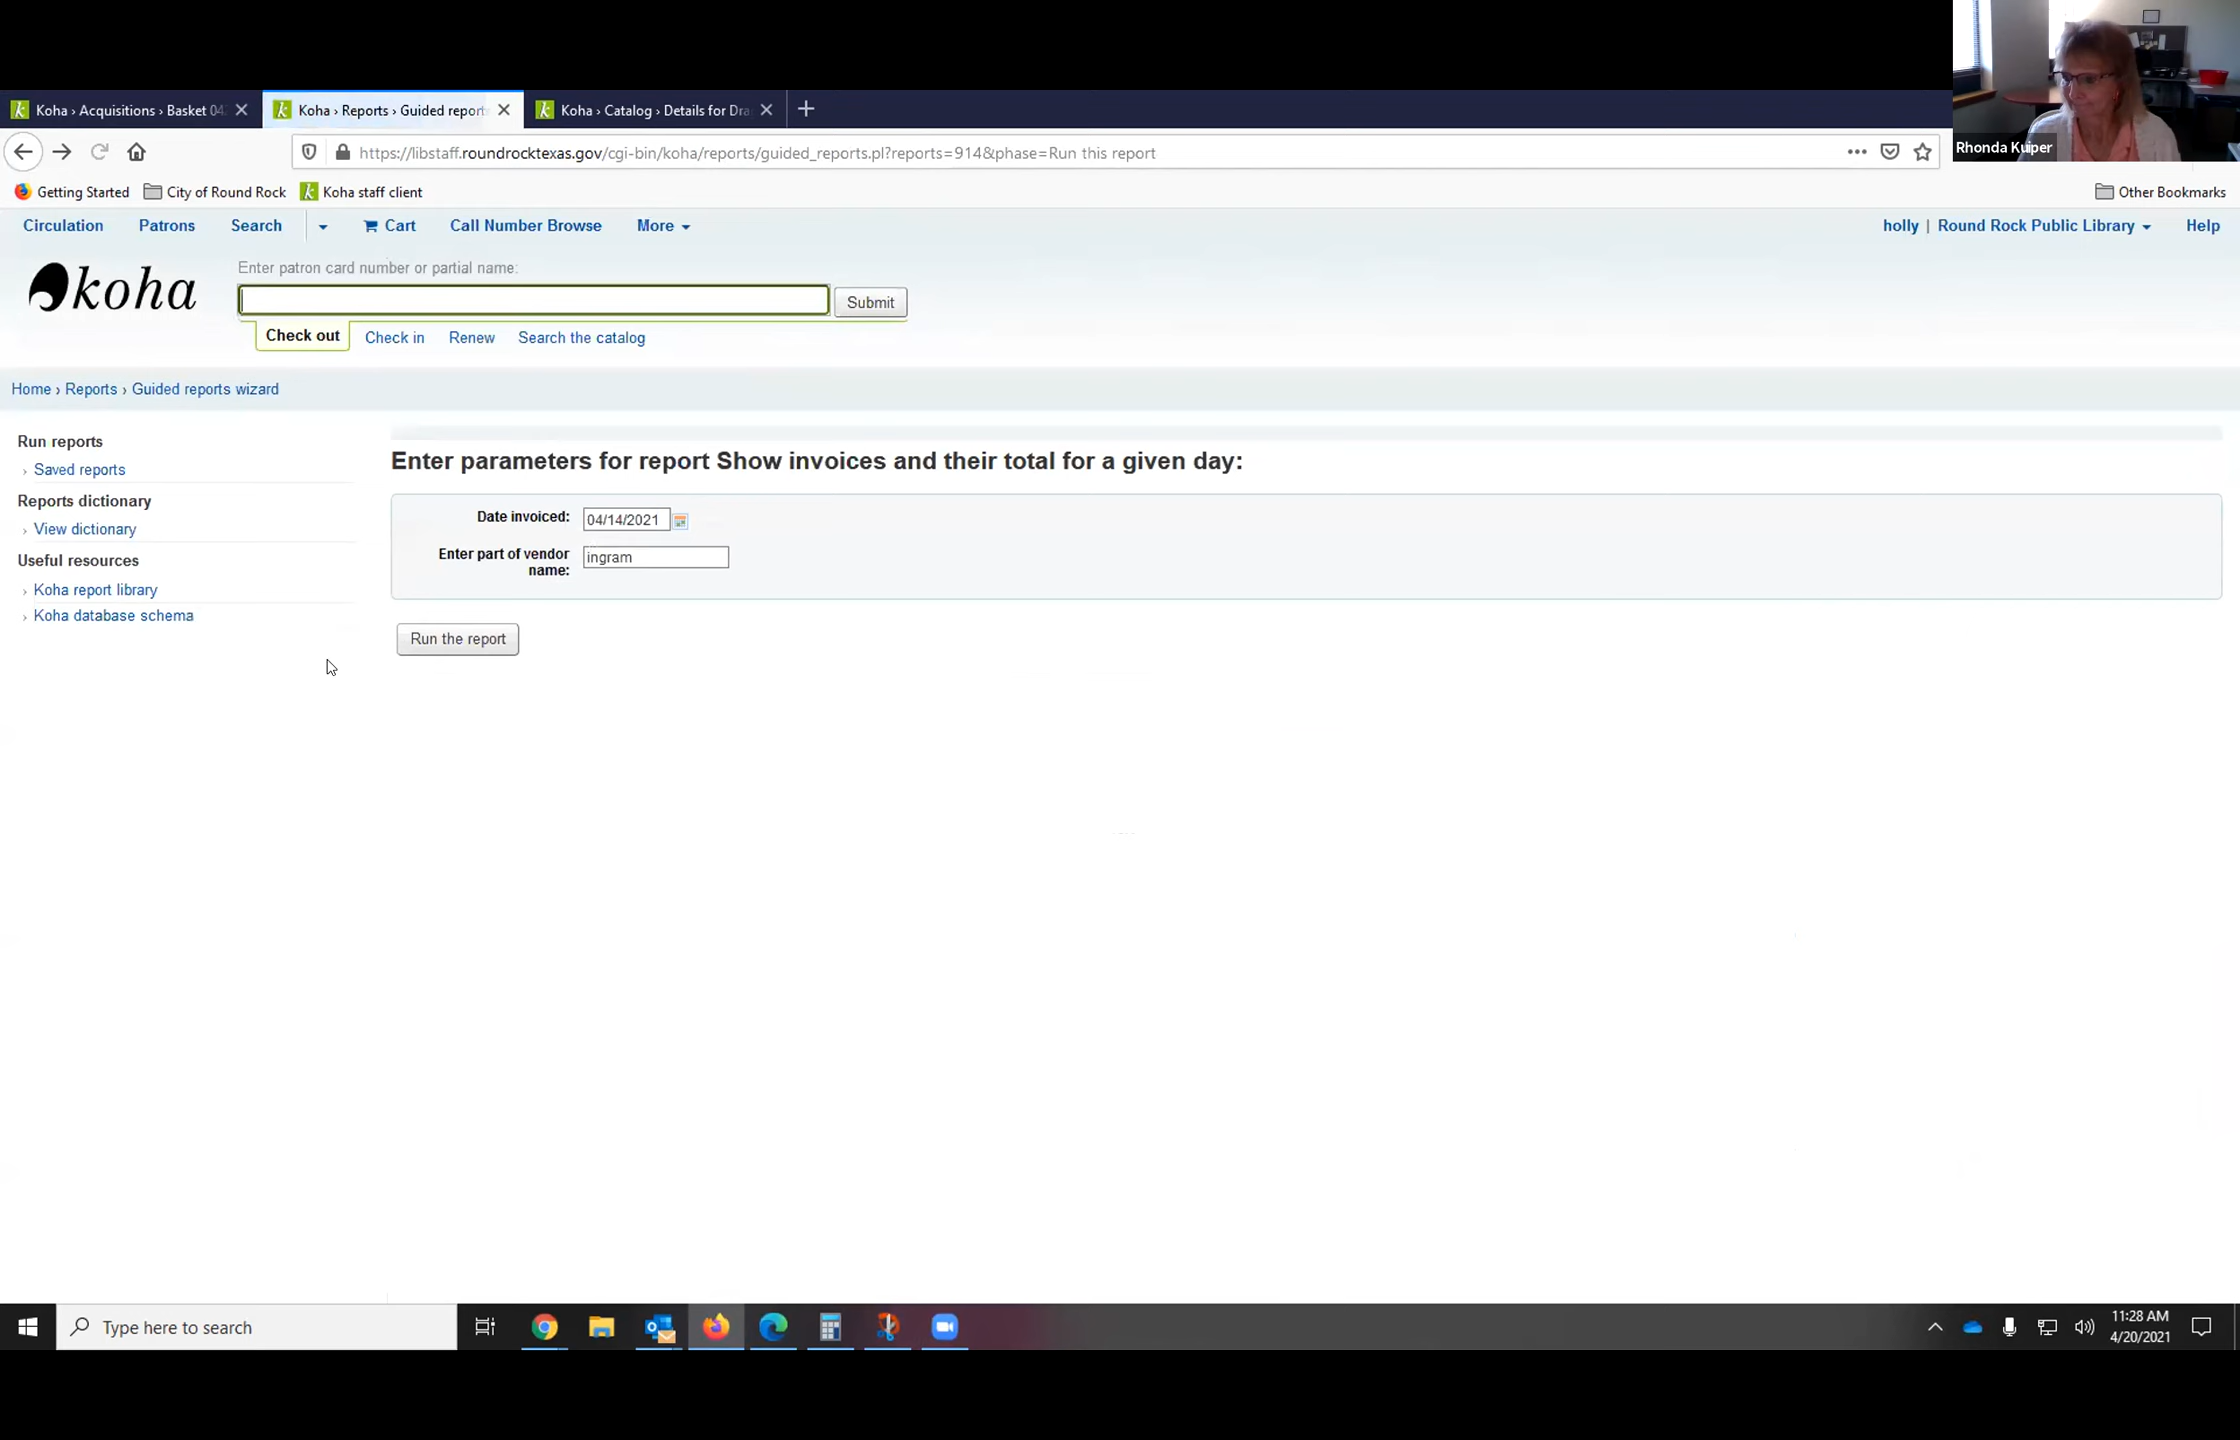 Rhonda Kuiper
Koha › Acquisitions › Basket 04
Koha › Reports › Guided report
Koha › Catalog › Details for Dra
https://libstaff.roundrocktexas.gov/cgi-bin/koha/reports/guided_reports.pl?reports=914&phase=Run this report
Getting Started City of Round Rock Koha staff client Other Bookmarks
Circulation Patrons Search Cart Call Number Browse More holly | Round Rock Public Library Help
koha
Enter patron card number or partial name:
Submit
Check out Check in Renew Search the catalog
Home › Reports › Guided reports wizard
Run reports
› Saved reports
Reports dictionary
› View dictionary
Useful resources
› Koha report library
› Koha database schema
Enter parameters for report Show invoices and their total for a given day:
Date invoiced: 04/14/2021
Enter part of vendor
name: ingram
Run the report
Type here to search
11:28 AM
4/20/2021